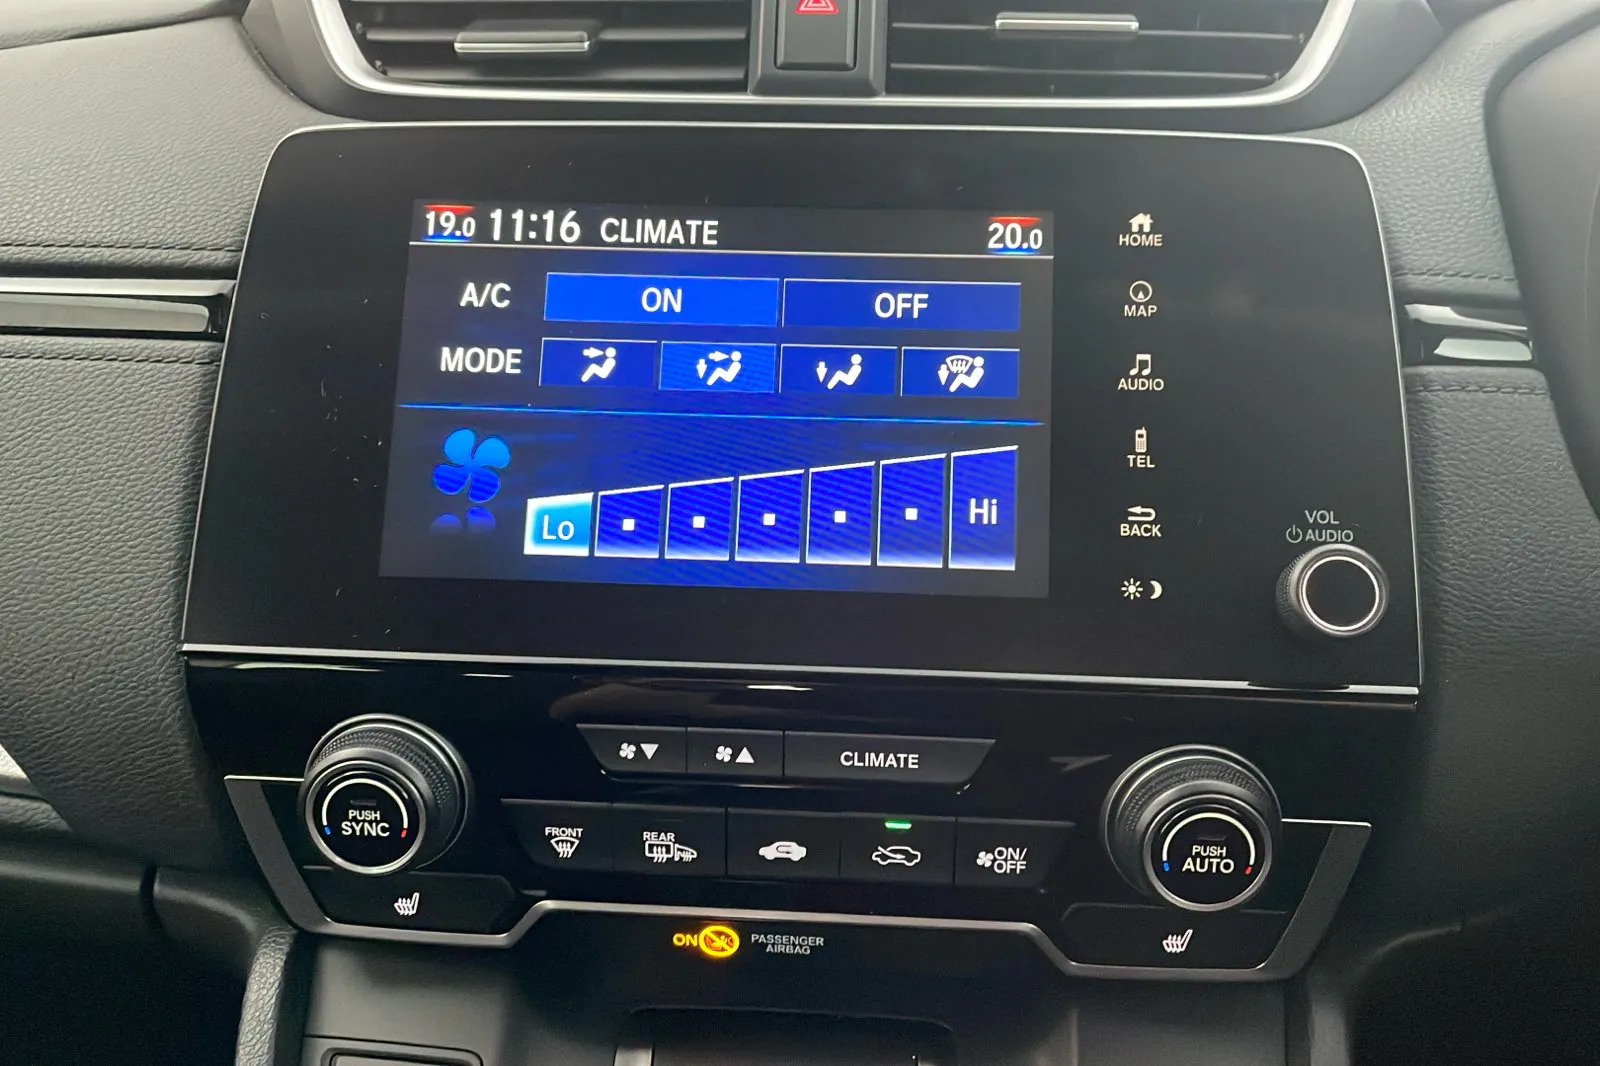 19.0 11:16 CLIMATE 20.0
A/C ON OFF
MODE
Lo Hi
HOME
MAP
AUDIO
TEL
BACK
VOL
AUDIO
CLIMATE
PUSH
SYNC
FRONT
REAR
ON/
OFF
PUSH
AUTO
ON PASSENGER
AIRBAG